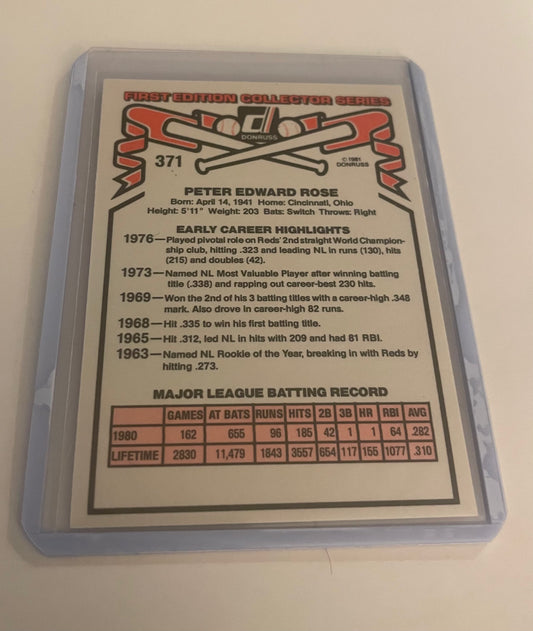 FIRST EDITION COLLECTOR SERIES
DONRUSS
371
© 1981
DONRUSS
PETER EDWARD ROSE
Born: April 14, 1941 Home: Cincinnati, Ohio
Height: 5'11" Weight: 203 Bats: Switch Throws: Right
EARLY CAREER HIGHLIGHTS
1976—Played pivotal role on Reds' 2nd straight World Champion-
ship club, hitting .323 and leading NL in runs (130), hits
(215) and doubles (42).
1973—Named NL Most Valuable Player after winning batting
title (.338) and rapping out career-best 230 hits.
1969—Won the 2nd of his 3 batting titles with a career-high .348
mark. Also drove in career-high 82 runs.
1968—Hit .335 to win his first batting title.
1965—Hit .312, led NL in hits with 209 and had 81 RBI.
1963—Named NL Rookie of the Year, breaking in with Reds by
hitting .273.
MAJOR LEAGUE BATTING RECORD
GAMES AT BATS RUNS HITS 2B 3B HR RBI AVG
1980 162 655 96 185 42 1 1 64 .282
LIFETIME 2830 11,479 1843 3557 654 117 155 1077 .310